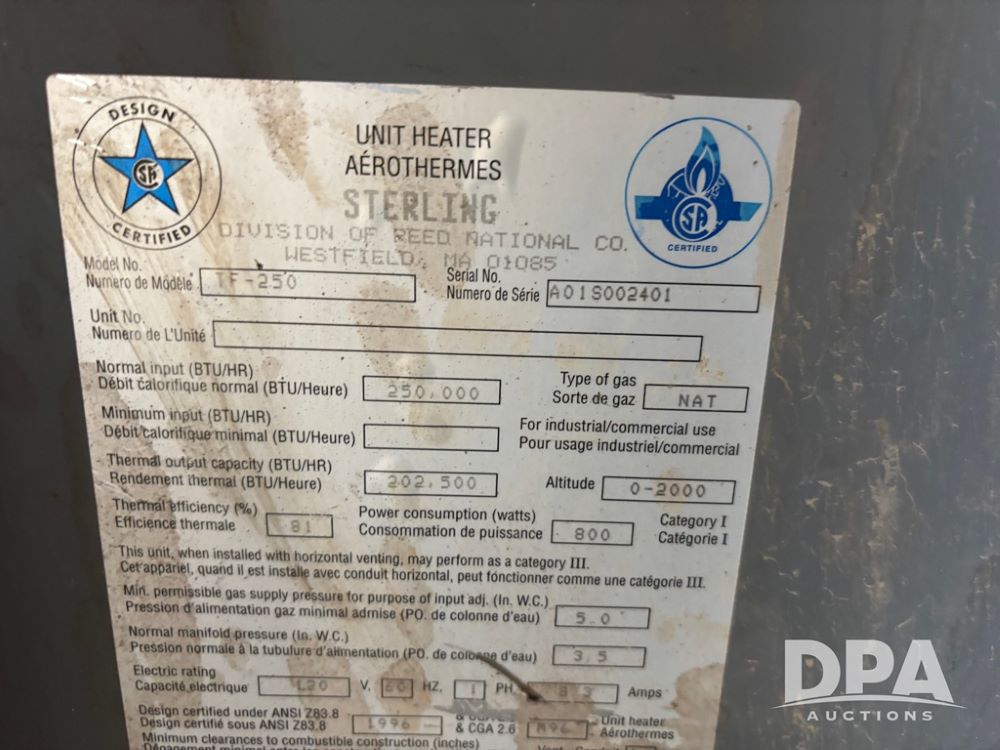 DESIGN
SA
CERTIFIED
UNIT HEATER
AÉROTHERMES
STERLING
DIVISION OF REED NATIONAL CO.
WESTFIELD, MA 01085
SA
CERTIFIED
Model No.
Numero de Modèle TF-250
Serial No.
Numero de Série A01S002401
Unit No.
Numero de L'Unité
Normal input (BTU/HR)
Débit calorifique normal (BTU/Heure) 250,000
Type of gas
Sorte de gaz NAT
Minimum input (BTU/HR)
Débit calorifique minimal (BTU/Heure)
For industrial/commercial use
Pour usage industriel/commercial
Thermal output capacity (BTU/HR)
Rendement thermal (BTU/Heure) 202,500
Altitude 0-2000
Thermal efficiency (%)
Efficience thermale 81
Power consumption (watts)
Consommation de puissance 800
Category I
Catégorie I
This unit, when installed with horizontal venting, may perform as a category III.
Cet appariel, quand il est installe avec conduit horizontal, peut fónctionner comme une catégorie III.
Min. permissible gas supply pressure for purpose of input adj. (In. W.C.)
Pression d'alimentation gaz minimal admise (PO. de colonne d'eau) 5.0
Normal manifold pressure (In. W.C.)
Pression normale à la tubulure d'alimentation (PO. de colonne d'eau) 3.5
Electric rating
Capacité electrique 120 V. 60 HZ, 1 PH 8.3 Amps
Design certified under ANSI Z83.8
Design certifié sous ANSI Z83.8 1996 & CGA 2.6 M96 Unit heater
Aérothermes
Minimum clearances to combustible construction (inches)
DPA
AUCTIONS